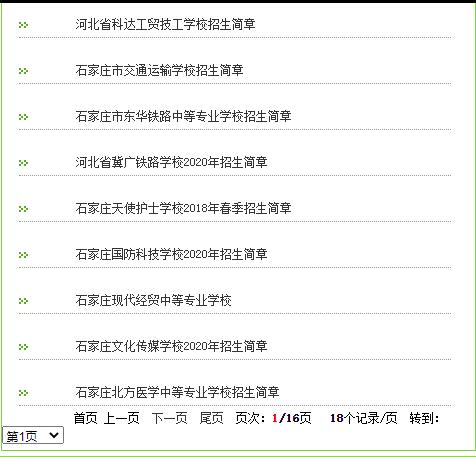 河北省科达工贸技工学校招生简章
石家庄市交通运输学校招生简章
石家庄市东华铁路中等专业学校招生简章
河北省冀广铁路学校2020年招生简章
石家庄天使护士学校2018年春季招生简章
石家庄国防科技学校2020年招生简章
石家庄现代经贸中等专业学校
石家庄文化传媒学校2020年招生简章
石家庄北方医学中等专业学校招生简章
首页 上一页 下一页 尾页 页次：1/16页 18个记录/页 转到：
第1页